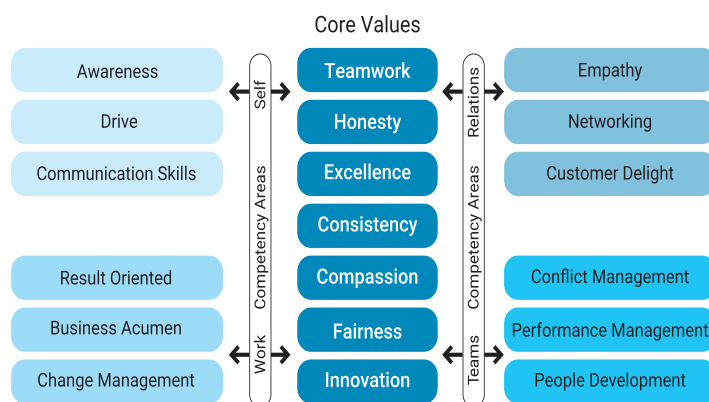 Core Values
Awareness
Drive
Communication Skills
Result Oriented
Business Acumen
Change Management
Self
Competency Areas
Work
Teamwork
Honesty
Excellence
Consistency
Compassion
Fairness
Innovation
Relations
Competency Areas
Teams
Empathy
Networking
Customer Delight
Conflict Management
Performance Management
People Development